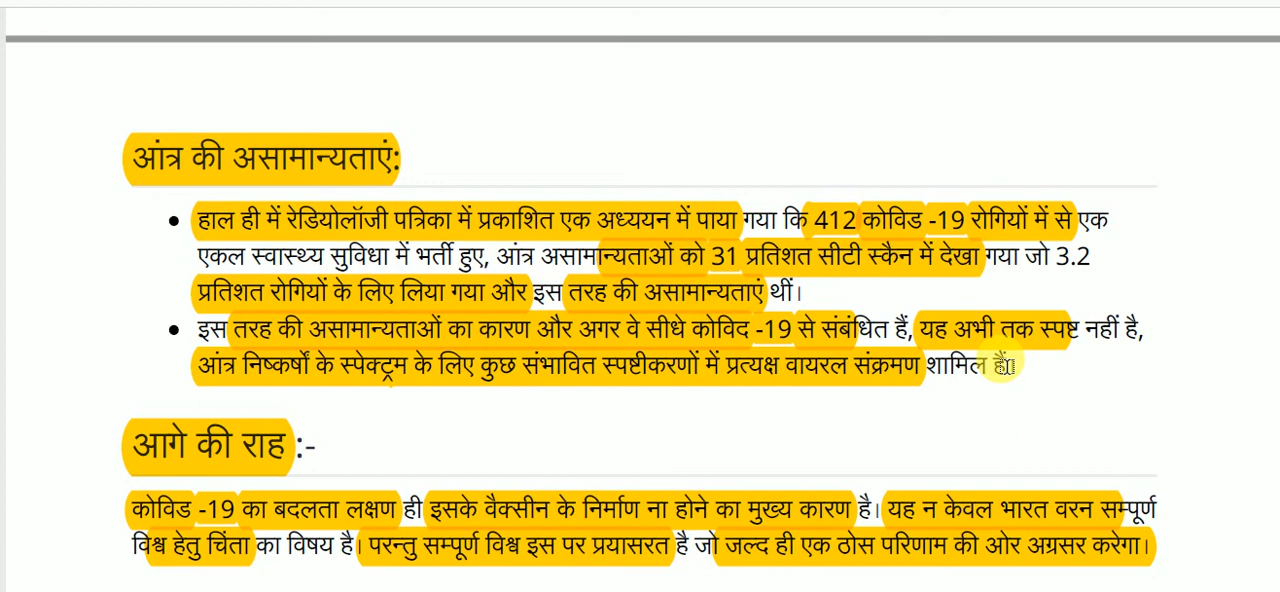 आंत्र की असामान्यताएं:
हाल ही में रेडियोलॉजी पत्रिका में प्रकाशित एक अध्ययन में पाया गया कि 412 कोविड -19 रोगियों में से एक
एकल स्वास्थ्य सुविधा में भर्ती हुए, आंत्र असामान्यताओं को 31 प्रतिशत सीटी स्कैन में देखा गया जो 3.2
प्रतिशत रोगियों के लिए लिया गया और इस तरह की असामान्यताएं थीं।
इस तरह की असामान्यताओं का कारण और अगर वे सीधे कोविद -19 से संबंधित हैं, यह अभी तक स्पष्ट नहीं है,
आंत्र निष्कर्षों के स्पेक्ट्रम के लिए कुछ संभावित स्पष्टीकरणों में प्रत्यक्ष वायरल संक्रमण शामिल हैं।
आगे की राह :-
कोविड -19 का बदलता लक्षण ही इसके वैक्सीन के निर्माण ना होने का मुख्य कारण है। यह न केवल भारत वरन सम्पूर्ण
विश्व हेतु चिंता का विषय है। परन्तु सम्पूर्ण विश्व इस पर प्रयासरत है जो जल्द ही एक ठोस परिणाम की ओर अग्रसर करेगा।